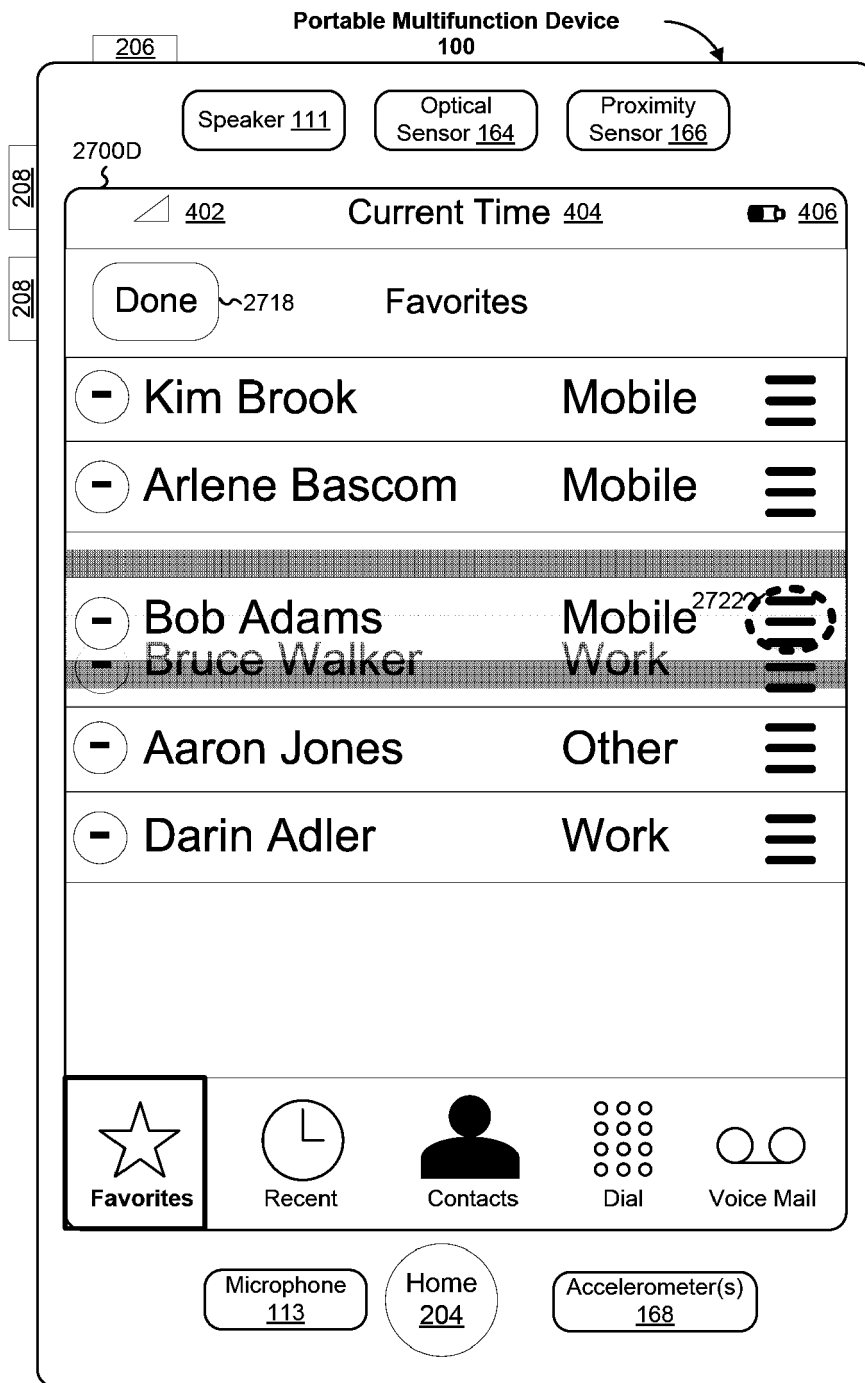 Portable Multifunction Device
100
206
Speaker 111
Optical
Sensor 164
Proximity
Sensor 166
2700D
208
402
Current Time 404
406
208
Done
2718
Favorites
Kim Brook
Mobile
Arlene Bascom
Mobile
Bob Adams
Mobile
2722
Bruce Walker
Work
Aaron Jones
Other
Darin Adler
Work
Favorites
Recent
Contacts
Dial
Voice Mail
Microphone
113
Home
204
Accelerometer(s)
168